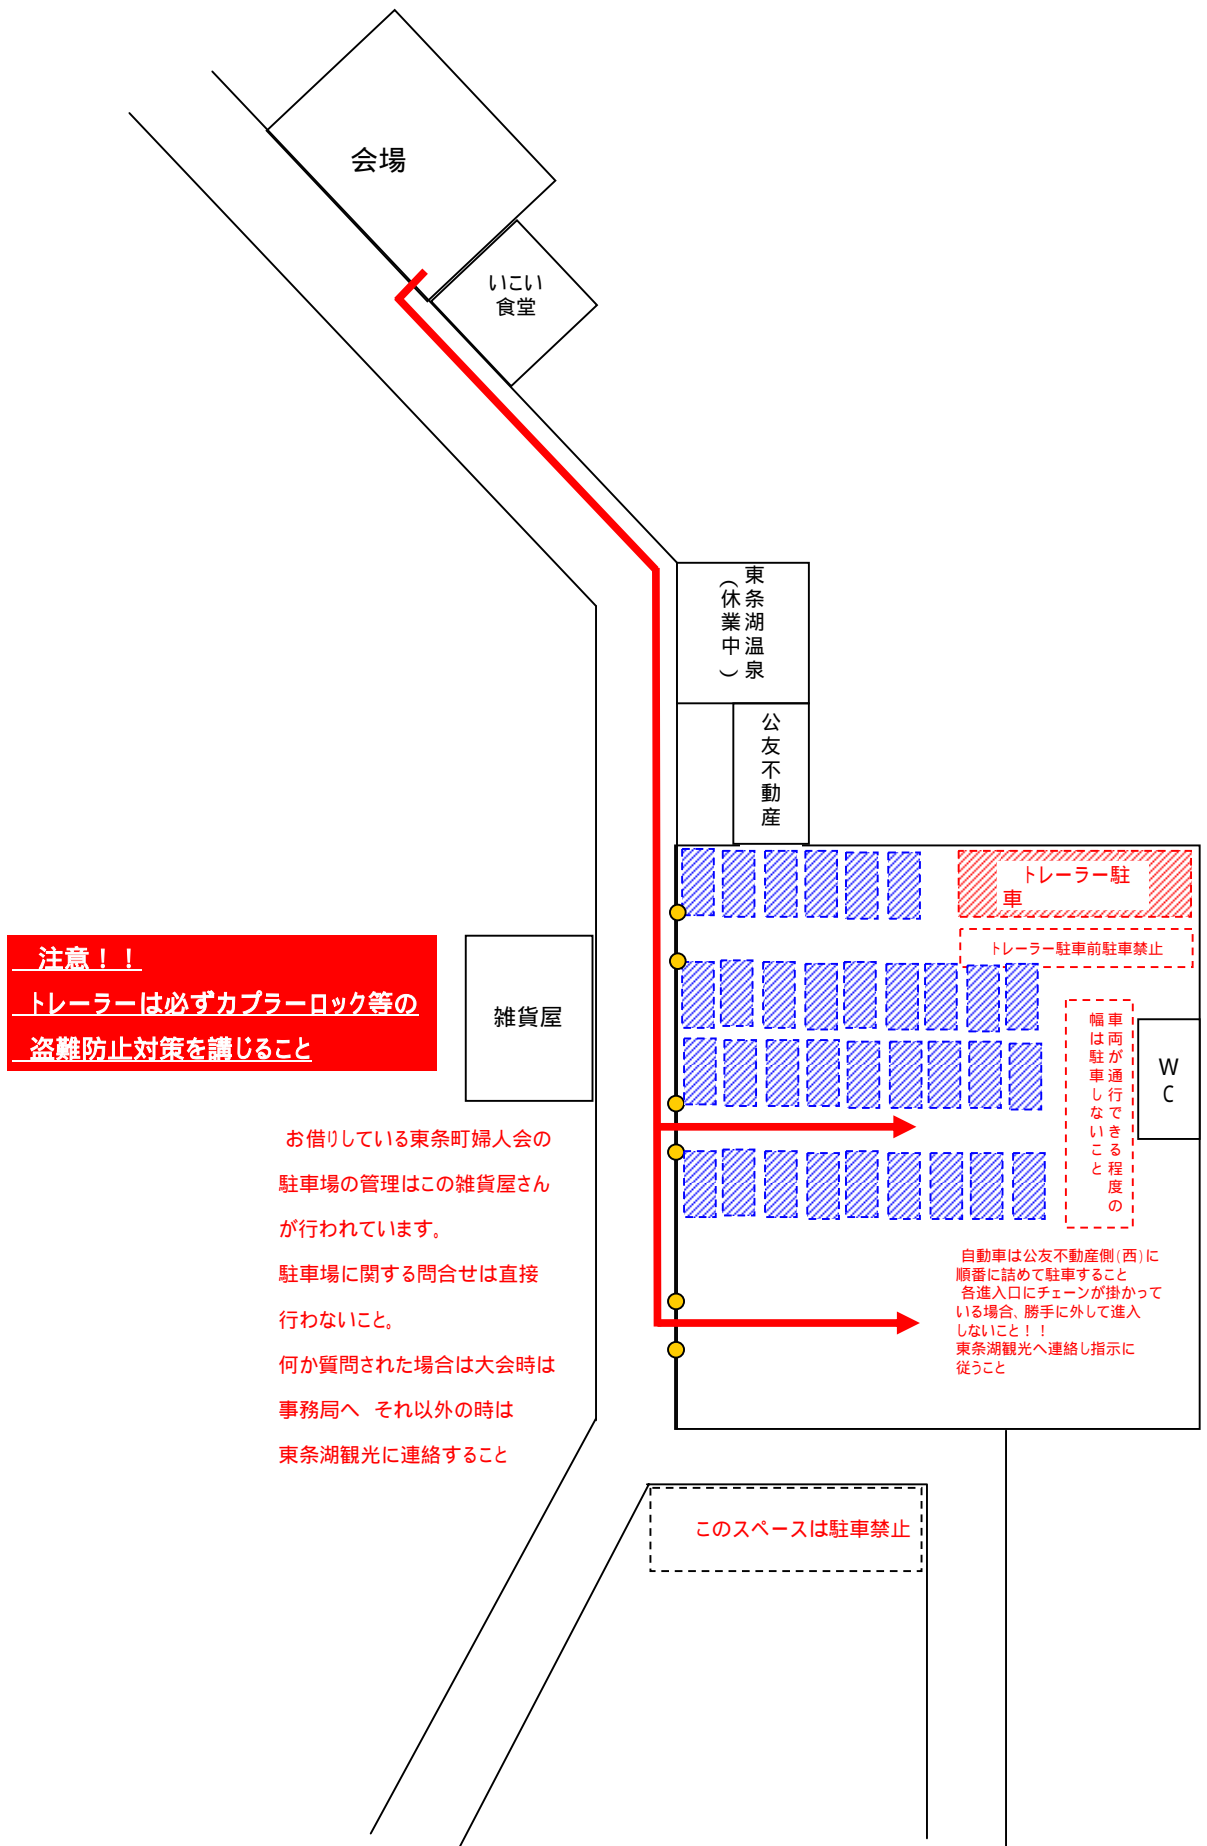 会場
いこい
食堂
東条湖温泉
(休業中)
公友不動産
トレーラー駐
車
トレーラー駐車前駐車禁止
注意!!
トレーラーは必ずカプラーロック等の
盗難防止対策を講じること
雑貨屋
車両が通行できる程度の
幅は駐車しないこと
WC
お借りしている東条町婦人会の
駐車場の管理はこの雑貨屋さん
が行われています。
駐車場に関する問合せは直接
行わないこと。
何か質問された場合は大会時は
事務局へ それ以外の時は
東条湖観光に連絡すること
自動車は公友不動産側(西)に
順番に詰めて駐車すること
各進入口にチェーンが掛かって
いる場合、勝手に外して進入
しないこと!!
東条湖観光へ連絡し指示に
従うこと
このスペースは駐車禁止